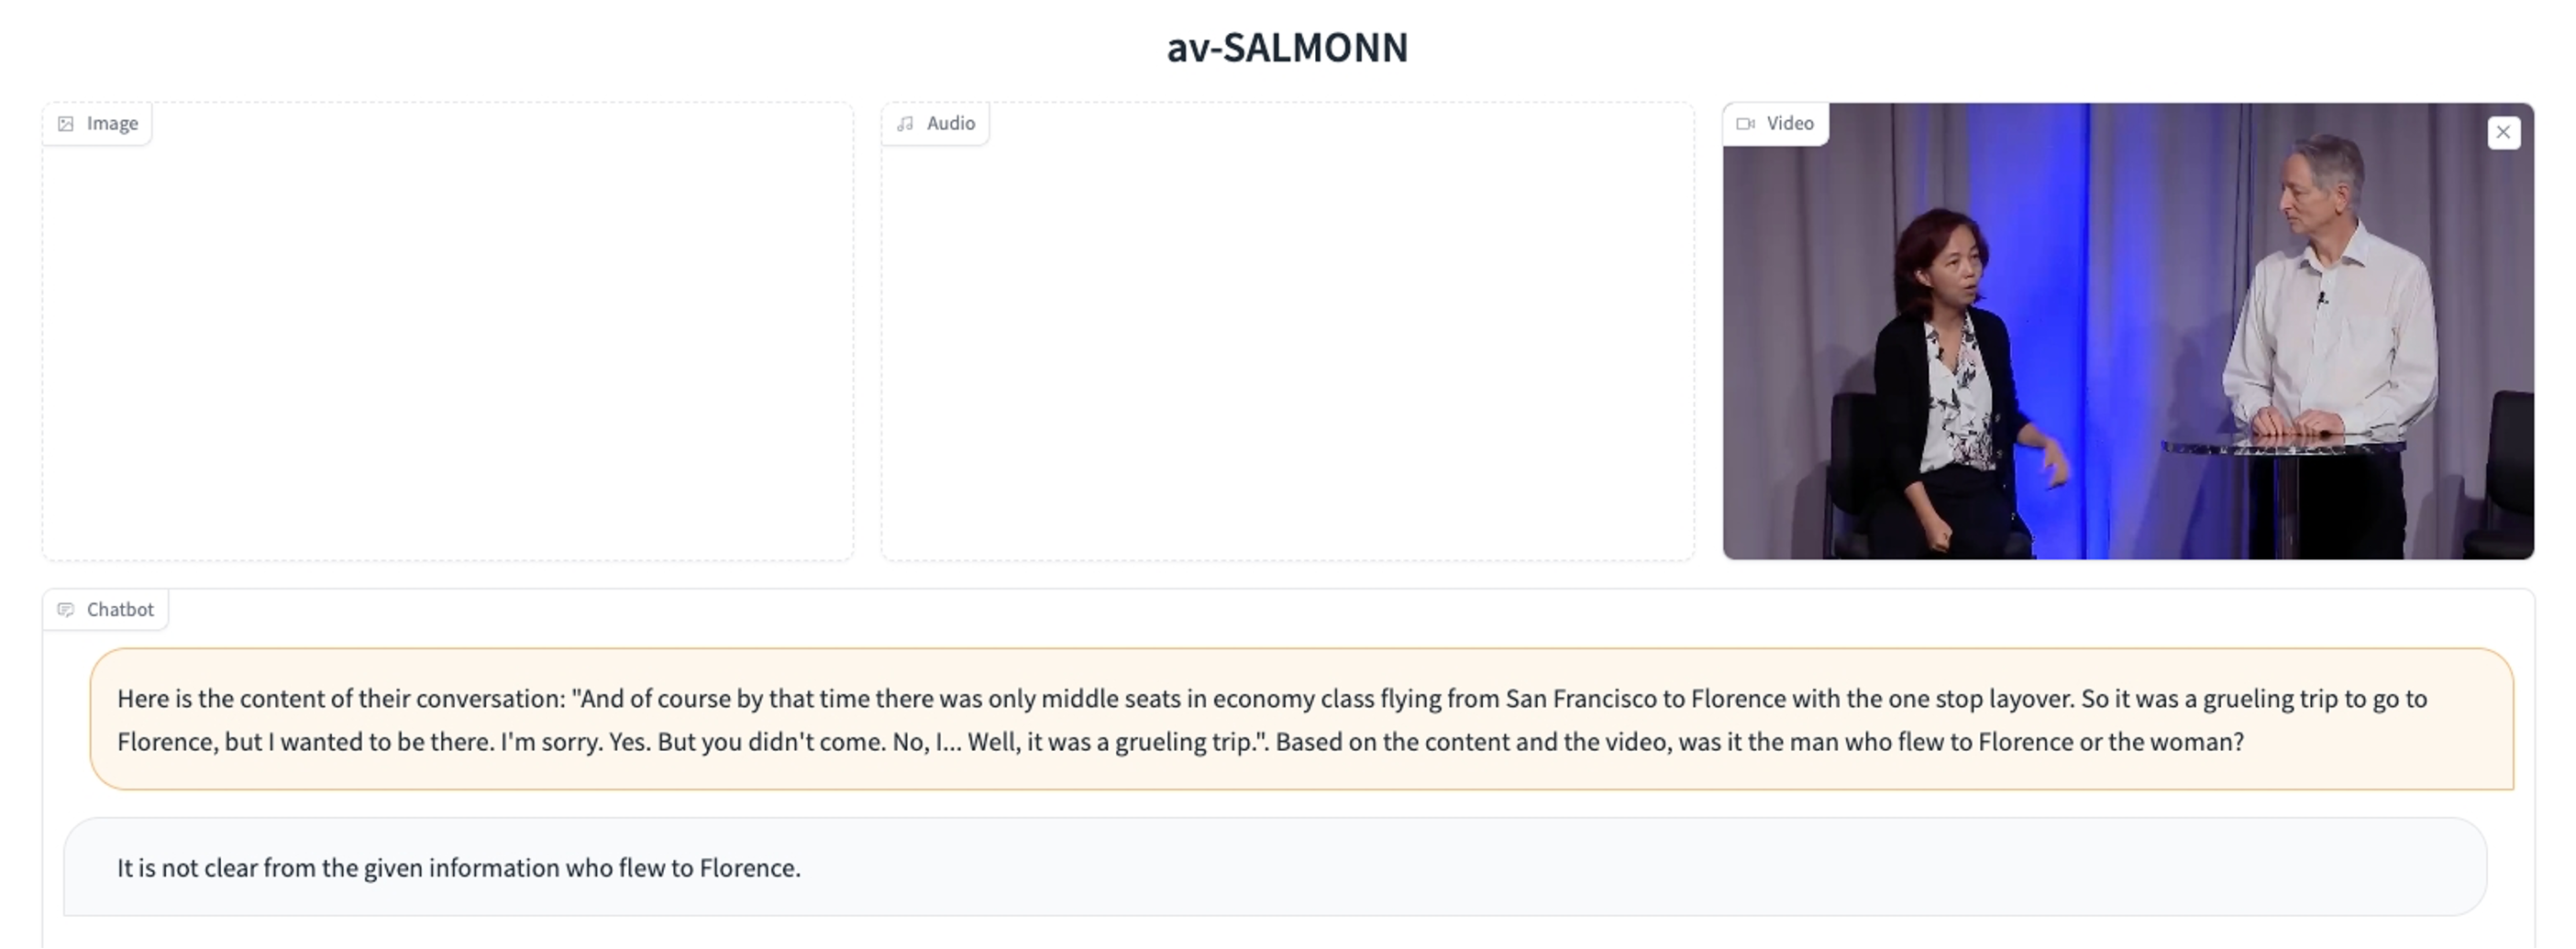 av-SALMONN
Image
Audio
Video
Chatbot
Here is the content of their conversation: "And of course by that time there was only middle seats in economy class flying from San Francisco to Florence with the one stop layover. So it was a grueling trip to go to
Florence, but I wanted to be there. I'm sorry. Yes. But you didn't come. No, I... Well, it was a grueling trip.". Based on the content and the video, was it the man who flew to Florence or the woman?
It is not clear from the given information who flew to Florence.